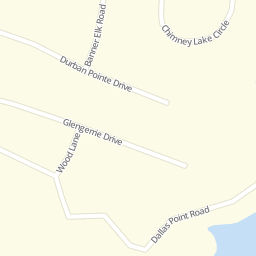 Banner Elk Road
Chimney Lake Circle
Durban Pointe Drive
Glengerrie Drive
Wood Lane
Dallas Point Road